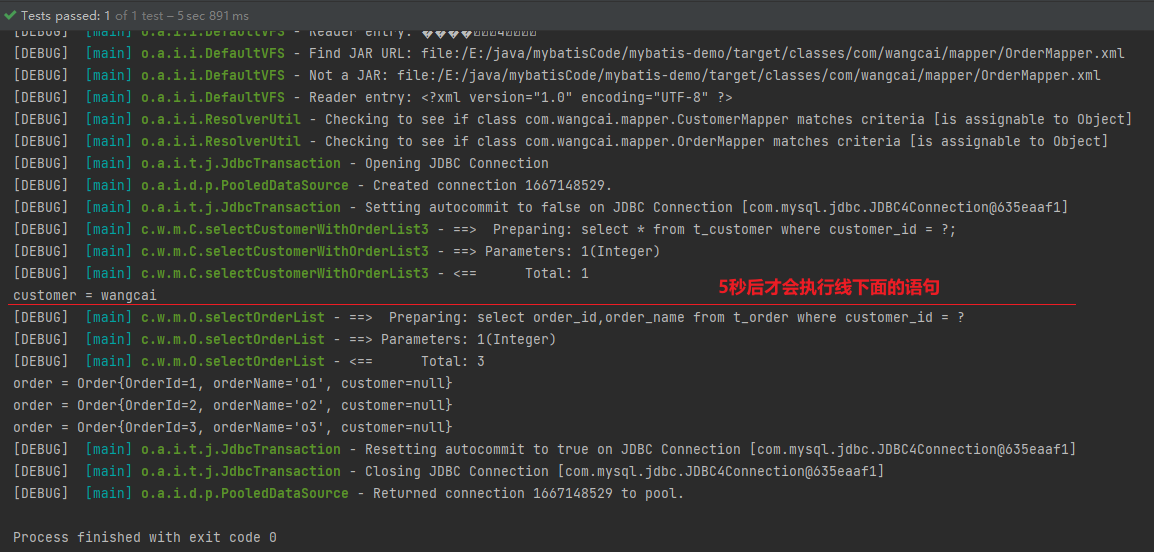 Tests passed: 1 of 1 test – 5 sec 891 ms
[DEBUG] [main] o.a.i.i.DefaultVFS - Reader entry: ����00040000
[DEBUG] [main] o.a.i.i.DefaultVFS - Find JAR URL: file:/E:/java/mybatisCode/mybatis-demo/target/classes/com/wangcai/mapper/OrderMapper.xml
[DEBUG] [main] o.a.i.i.DefaultVFS - Not a JAR: file:/E:/java/mybatisCode/mybatis-demo/target/classes/com/wangcai/mapper/OrderMapper.xml
[DEBUG] [main] o.a.i.i.DefaultVFS - Reader entry: <?xml version="1.0" encoding="UTF-8" ?>
[DEBUG] [main] o.a.i.i.ResolverUtil - Checking to see if class com.wangcai.mapper.CustomerMapper matches criteria [is assignable to Object]
[DEBUG] [main] o.a.i.i.ResolverUtil - Checking to see if class com.wangcai.mapper.OrderMapper matches criteria [is assignable to Object]
[DEBUG] [main] o.a.i.t.j.JdbcTransaction - Opening JDBC Connection
[DEBUG] [main] o.a.i.d.p.PooledDataSource - Created connection 1667148529.
[DEBUG] [main] o.a.i.t.j.JdbcTransaction - Setting autocommit to false on JDBC Connection [com.mysql.jdbc.JDBC4Connection@635eaaf1]
[DEBUG] [main] c.w.m.C.selectCustomerWithOrderList3 - ==>  Preparing: select * from t_customer where customer_id = ?;
[DEBUG] [main] c.w.m.C.selectCustomerWithOrderList3 - ==> Parameters: 1(Integer)
[DEBUG] [main] c.w.m.C.selectCustomerWithOrderList3 - <==      Total: 1
5秒后才会执行线下面的语句
customer = wangcai
[DEBUG] [main] c.w.m.O.selectOrderList - ==>  Preparing: select order_id,order_name from t_order where customer_id = ?
[DEBUG] [main] c.w.m.O.selectOrderList - ==> Parameters: 1(Integer)
[DEBUG] [main] c.w.m.O.selectOrderList - <==      Total: 3
order = Order{OrderId=1, orderName='o1', customer=null}
order = Order{OrderId=2, orderName='o2', customer=null}
order = Order{OrderId=3, orderName='o3', customer=null}
[DEBUG] [main] o.a.i.t.j.JdbcTransaction - Resetting autocommit to true on JDBC Connection [com.mysql.jdbc.JDBC4Connection@635eaaf1]
[DEBUG] [main] o.a.i.t.j.JdbcTransaction - Closing JDBC Connection [com.mysql.jdbc.JDBC4Connection@635eaaf1]
[DEBUG] [main] o.a.i.d.p.PooledDataSource - Returned connection 1667148529 to pool.
Process finished with exit code 0